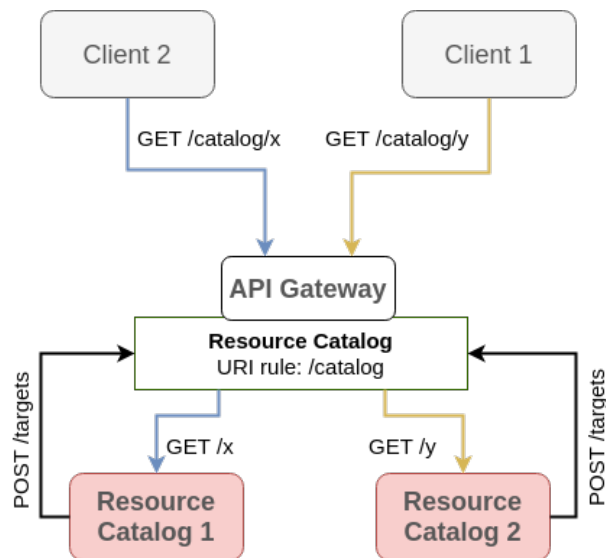 Client 2
Client 1
GET /catalog/x
GET /catalog/y
API Gateway
Resource Catalog
URI rule: /catalog
POST /targets
GET /x
GET /y
POST /targets
Resource
Catalog 1
Resource
Catalog 2